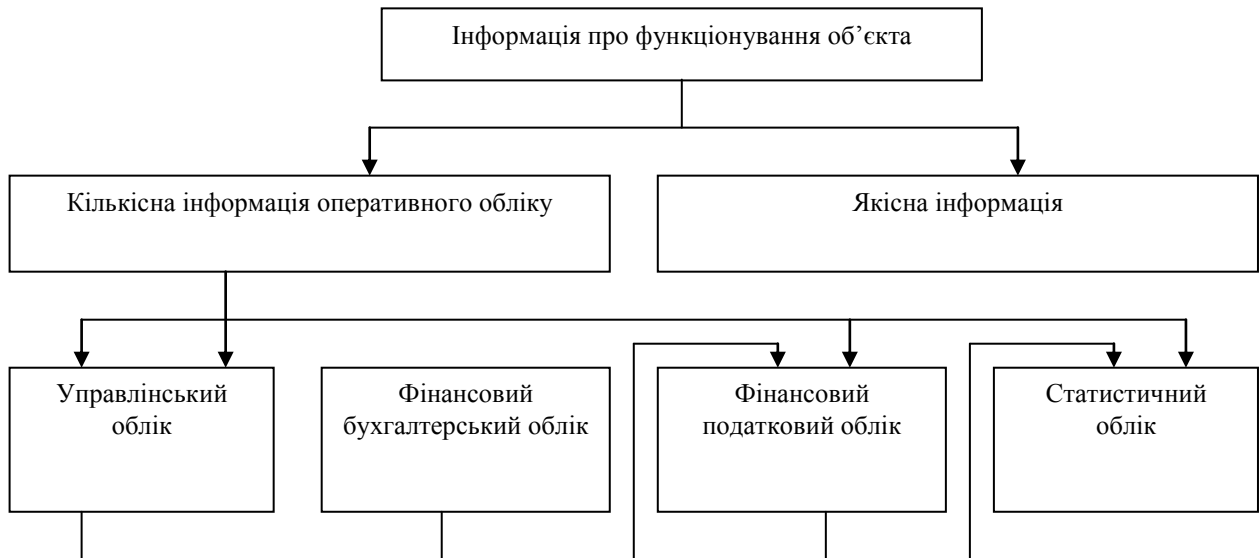 Інформація про функціонування об’єкта
Кількісна інформація оперативного обліку
Якісна інформація
Управлінський
облік
Фінансовий
бухгалтерський облік
Фінансовий
податковий облік
Статистичний
облік